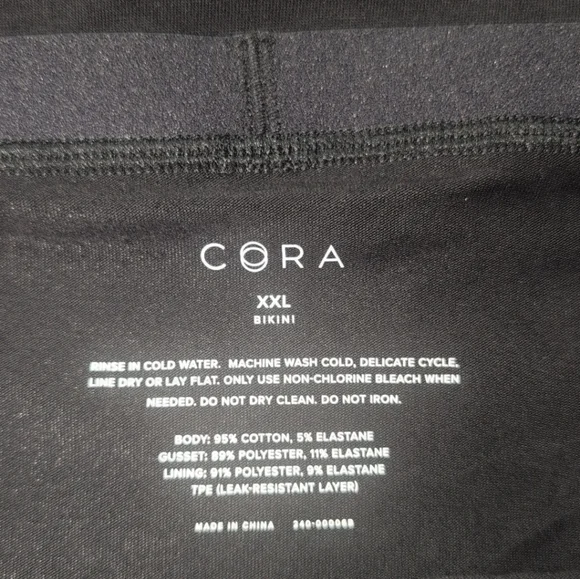 CORA
XXL
BIKINI
RINSE IN COLD WATER. MACHINE WASH COLD, DELICATE CYCLE,
LINE DRY OR LAY FLAT. ONLY USE NON-CHLORINE BLEACH WHEN
NEEDED. DO NOT DRY CLEAN. DO NOT IRON.
BODY: 95% COTTON, 5% ELASTANE
GUSSET: 89% POLYESTER, 11% ELASTANE
LINING; 91% POLYESTER, 9% ELASTANE
TPE (LEAK-RESISTANT LAYER)
MADE IN CHINA